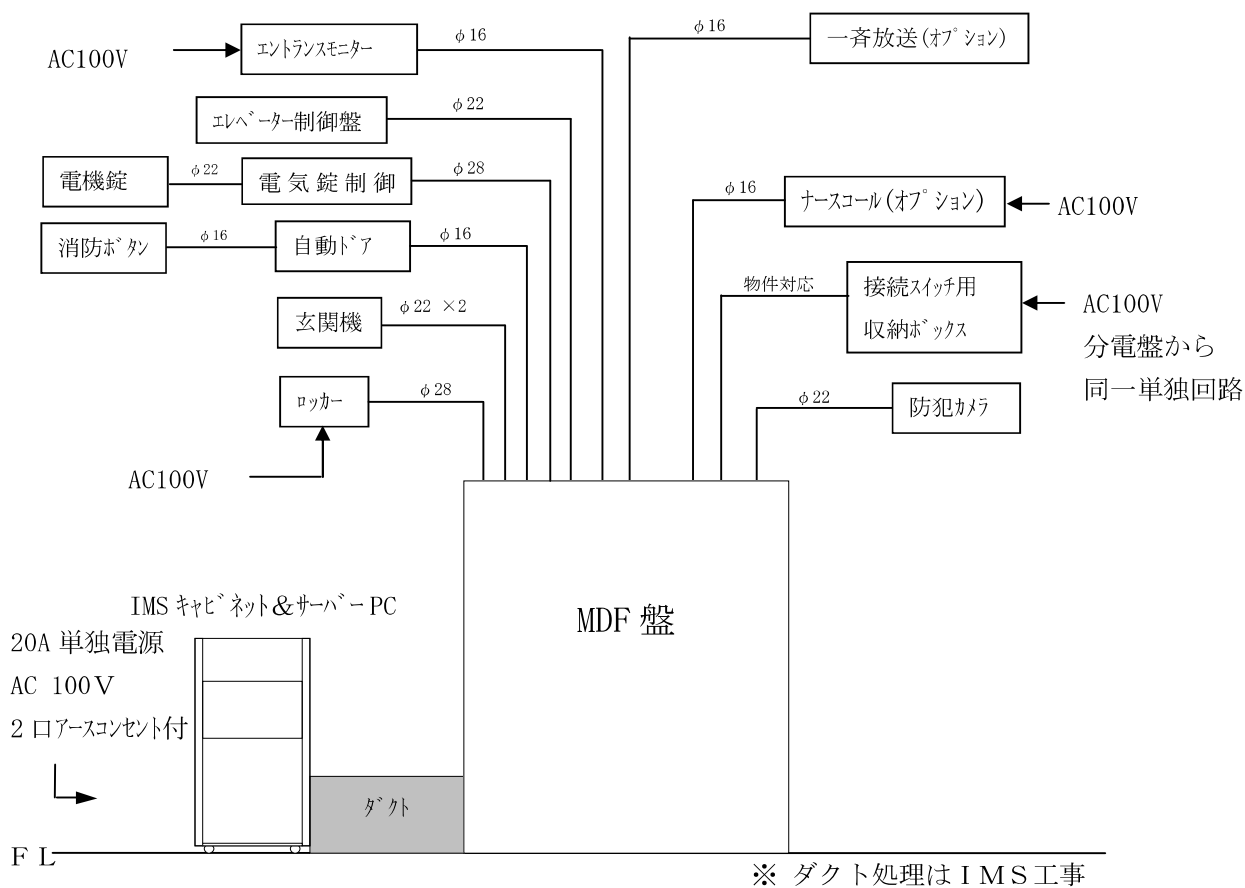 AC100V
エントランスモニター
φ16
φ16
一斉放送(オプション)
エレベーター制御盤
φ22
電機錠
φ22
電気錠制御
φ28
消防ボタン
φ16
自動ドア
φ16
玄関機
φ22 ×2
ロッカー
φ28
AC100V
φ16
ナースコール(オプション)
AC100V
物件対応
接続スイッチ用
収納ボックス
AC100V
分電盤から
同一単独回路
φ22
防犯カメラ
IMSキャビネット&サーバーPC
20A 単独電源
AC 100V
2口アースコンセント付
MDF盤
ダクト
FL
※ ダクト処理はIMS工事